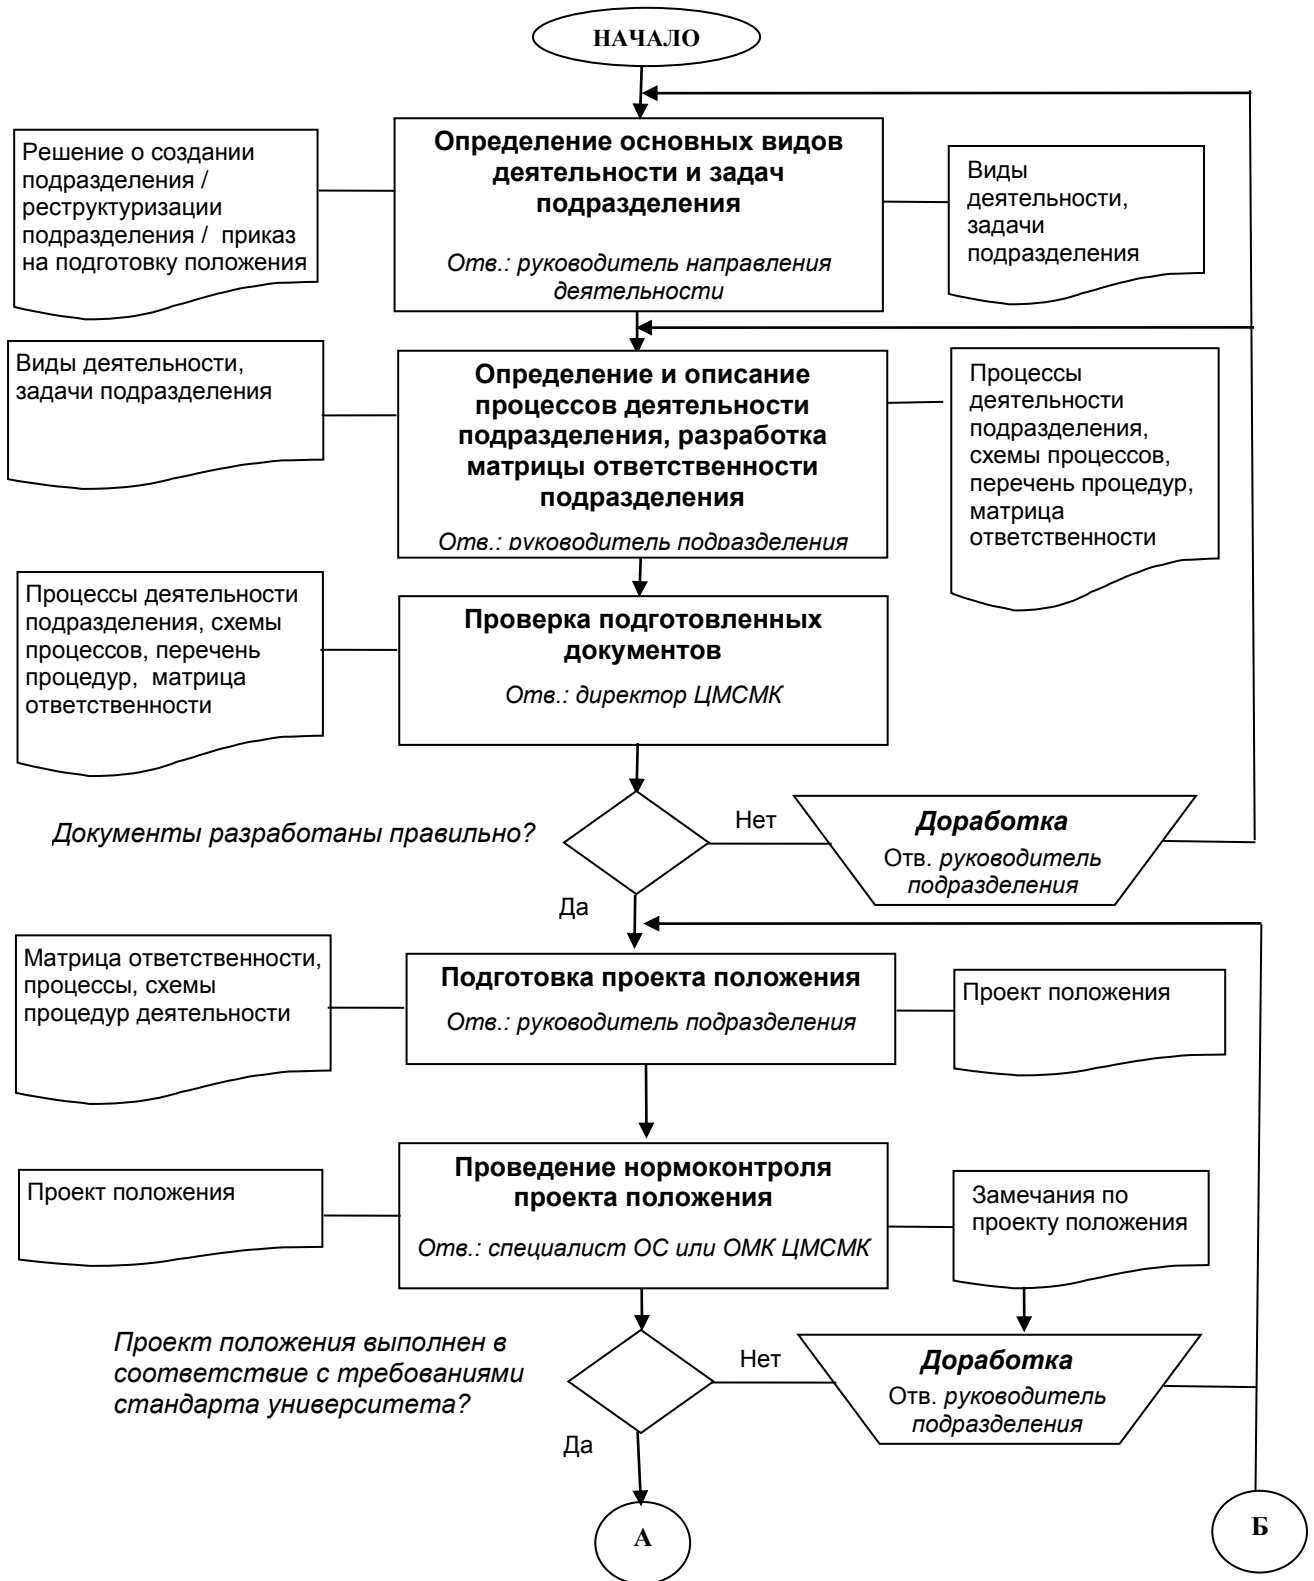 НАЧАЛО
Решение о создании
подразделения /
реструктуризации
подразделения / приказ
на подготовку положения
Определение основных видов
деятельности и задач
подразделения
Отв.: руководитель направления
деятельности
Виды
деятельности,
задачи
подразделения
Виды деятельности,
задачи подразделения
Определение и описание
процессов деятельности
подразделения, разработка
матрицы ответственности
подразделения
Отв.: руководитель подразделения
Процессы
деятельности
подразделения,
схемы процессов,
перечень процедур,
матрица
ответственности
Процессы деятельности
подразделения, схемы
процессов, перечень
процедур, матрица
ответственности
Проверка подготовленных
документов
Отв.: директор ЦМСМК
Документы разработаны правильно?
Нет
Доработка
Отв. руководитель
подразделения
Да
Матрица ответственности,
процессы, схемы
процедур деятельности
Подготовка проекта положения
Отв.: руководитель подразделения
Проект положения
Проект положения
Проведение нормоконтроля
проекта положения
Отв.: специалист ОС или ОМК ЦМСМК
Замечания по
проекту положения
Проект положения выполнен в
соответствие с требованиями
стандарта университета?
Нет
Доработка
Отв. руководитель
подразделения
Да
А
Б